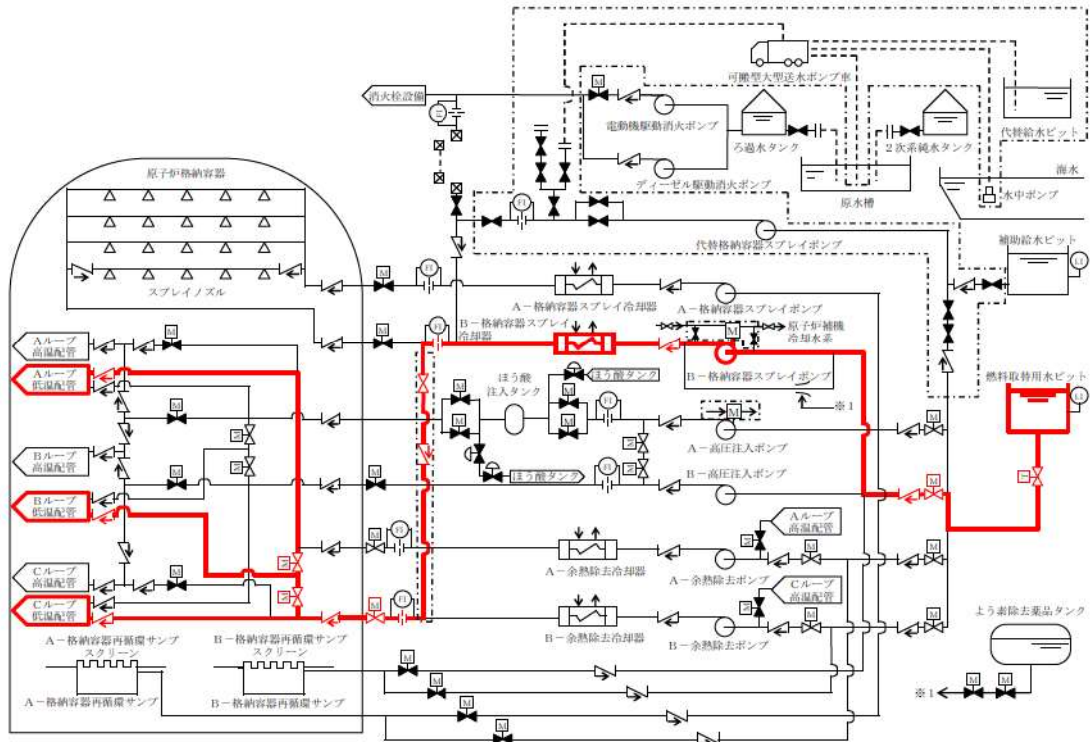 可搬型大型送水ポンプ車
消火栓設備
M
FI
電動機駆動消火ポンプ
ろ過水タンク
2次系純水タンク
代替給水ピット
海水
水中ポンプ
原水槽
ディーゼル駆動消火ポンプ
FI
代替格納容器スプレイポンプ
補助給水ピット
LI
原子炉格納容器
スプレイノズル
M
FI
A-格納容器スプレイ冷却器
A-格納容器スプレイポンプ
M
FI
B-格納容器スプレイ
冷却器
M
原子炉補機
冷却水系
B-格納容器スプレイポンプ
※1
燃料取替用水ピット
LI
Aループ
高温配管
M
Aループ
低温配管
M
M
M
ほう酸
注入タンク
M
M
ほう酸タンク
M
M
FI
M
M
M
A-高圧注入ポンプ
M
Bループ
高温配管
M
M
ほう酸タンク
FI
B-高圧注入ポンプ
M
M
Bループ
低温配管
M
FI
A-余熱除去冷却器
M
Aループ
高温配管
A-余熱除去ポンプ
M
M
M
M
Cループ
高温配管
M
Cループ
低温配管
M
FI
B-余熱除去冷却器
M
Cループ
高温配管
B-余熱除去ポンプ
M
M
よう素除去薬品タンク
A-格納容器再循環サンプ
スクリーン
B-格納容器再循環サンプ
スクリーン
A-格納容器再循環サンプ
B-格納容器再循環サンプ
M
M
M
M
※1
M
M